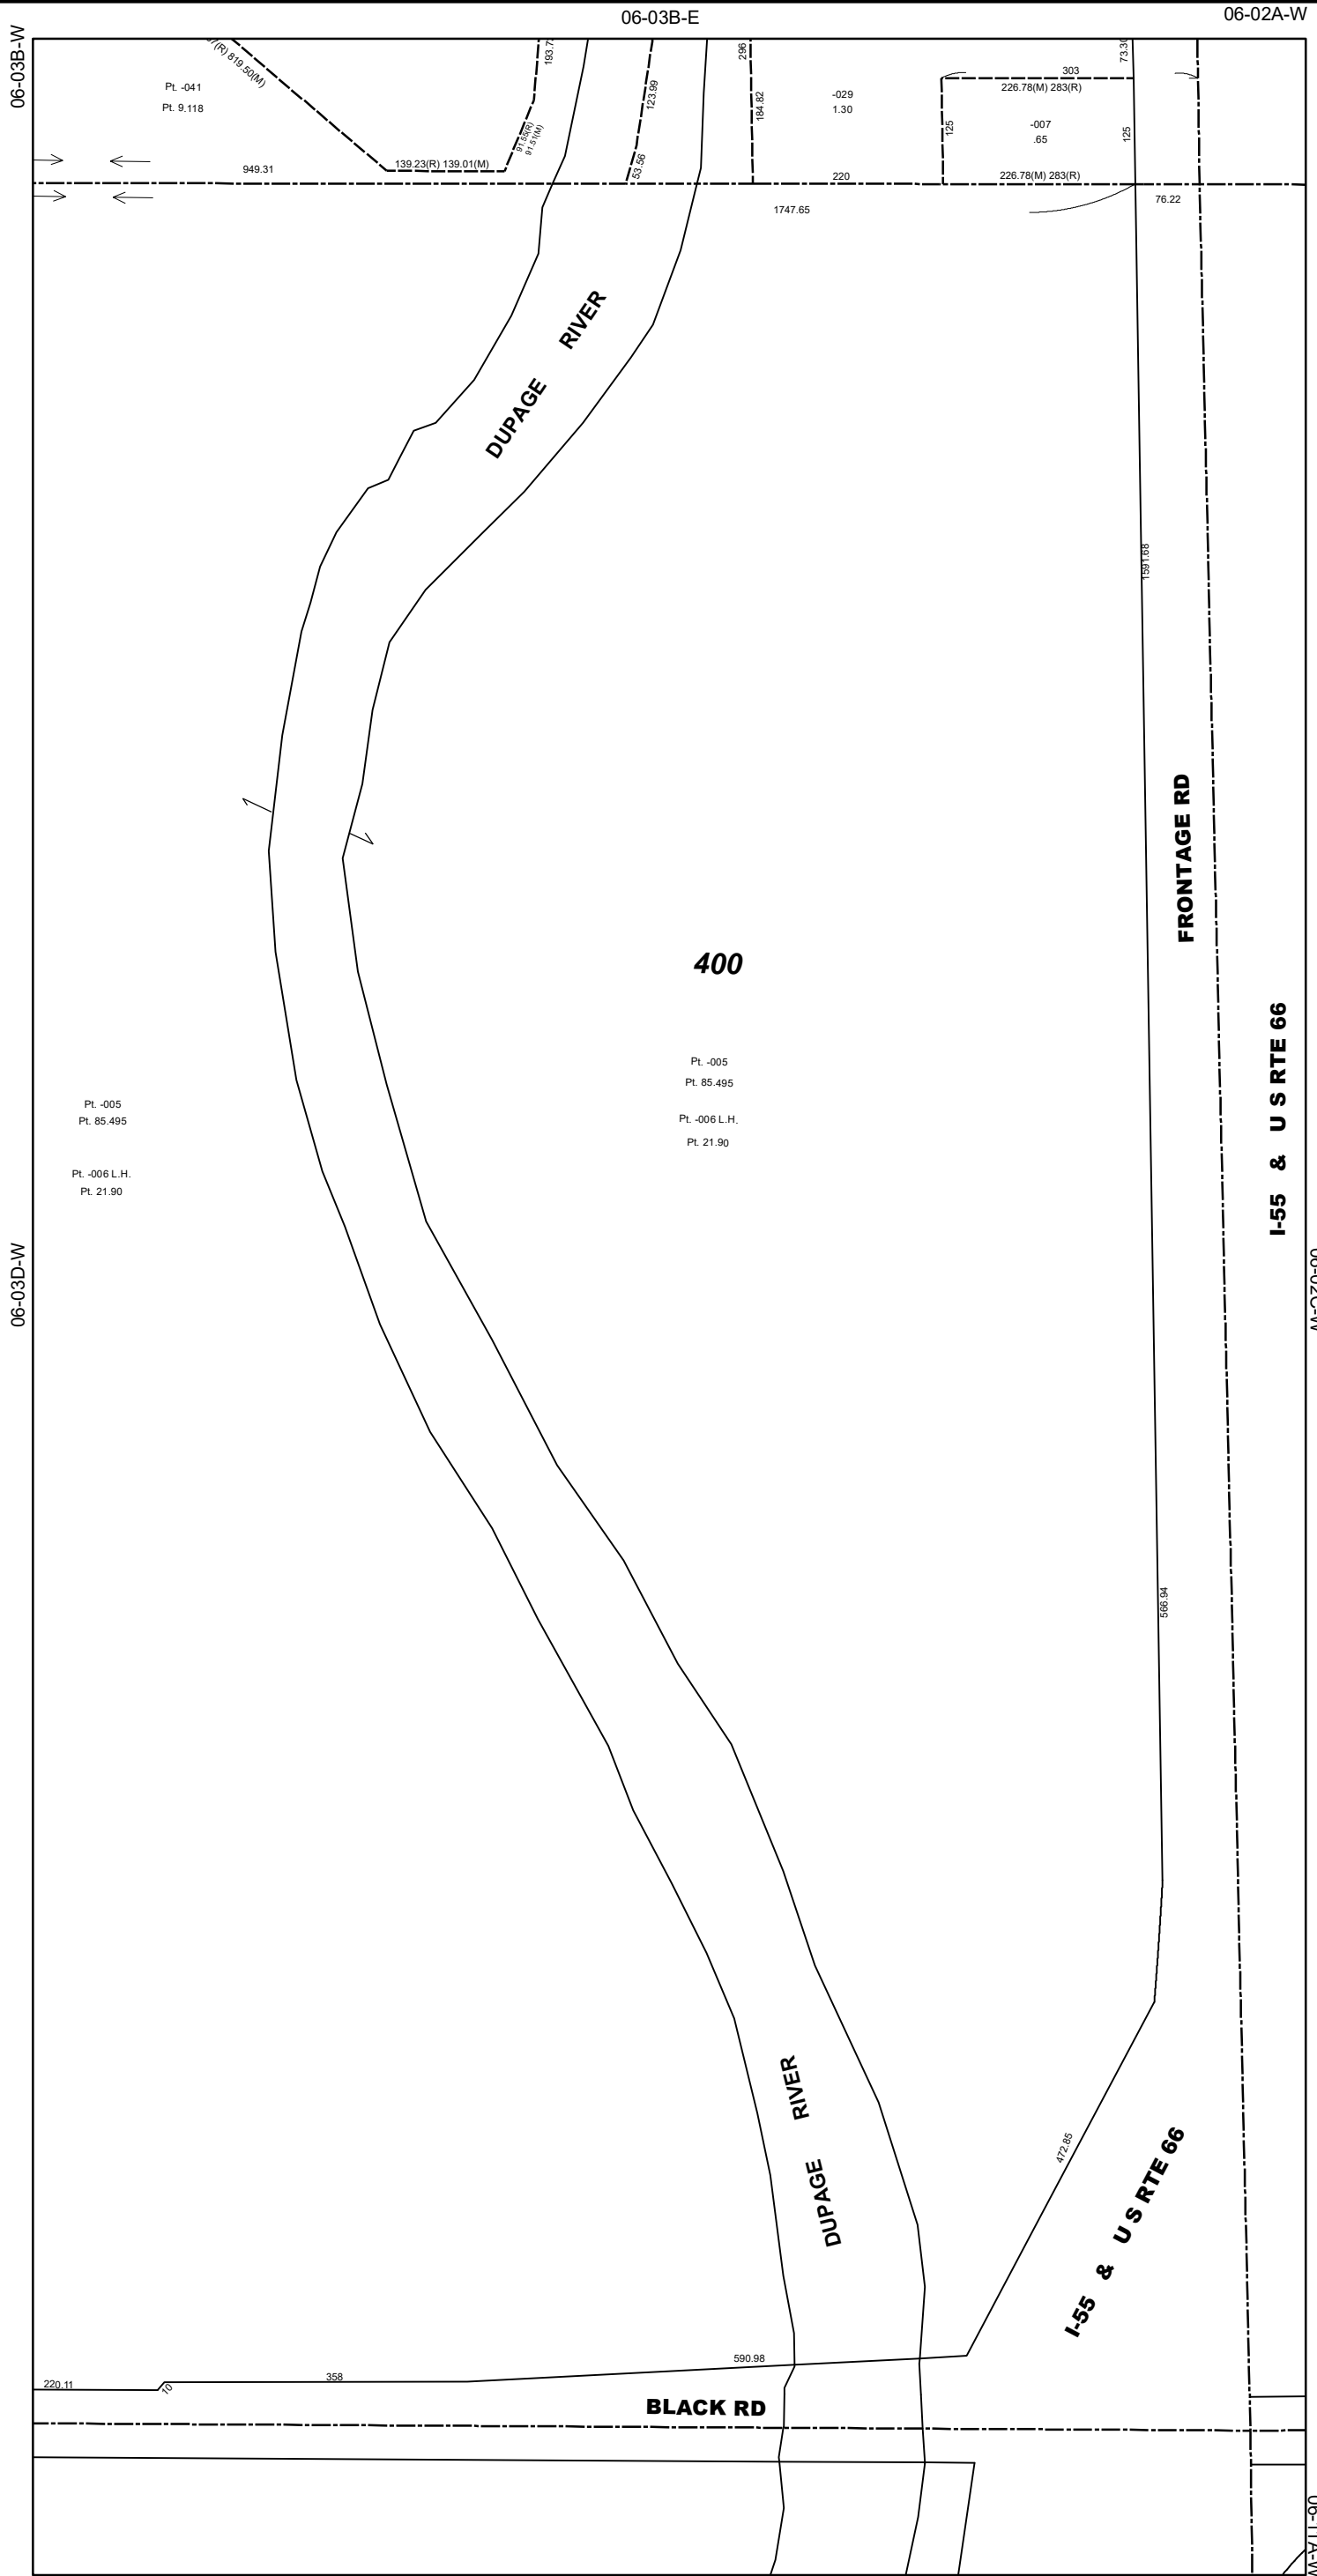 06-03B-E
06-02A-W
06-03B-W
819.50(M)
Pt. -041
Pt. 9.118
949.31
139.23(R) 139.01(M)
91.55(R)
91.51(M)
123.99
53.56
296
184.82
-029
1.30
303
226.78(M) 283(R)
73.30
125
-007
.65
125
220
226.78(M) 283(R)
1747.65
76.22
DUPAGE RIVER
1591.68
FRONTAGE RD
400
I-55 & U S RTE 66
Pt. -005
Pt. 85.495
Pt. -006 L.H.
Pt. 21.90
Pt. -005
Pt. 85.495
Pt. -006 L.H.
Pt. 21.90
06-03D-W
06-02C-W
566.94
DUPAGE RIVER
472.85
I-55 & U S RTE 66
590.98
358
220.11
10
BLACK RD
06-11A-W